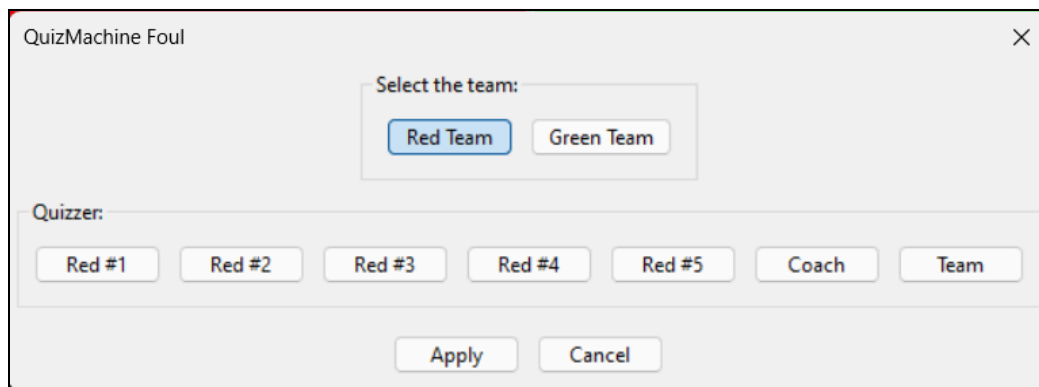 QuizMachine Foul
Select the team:
Red Team Green Team
Quizzer:
Red #1 Red #2 Red #3 Red #4 Red #5 Coach Team
Apply Cancel